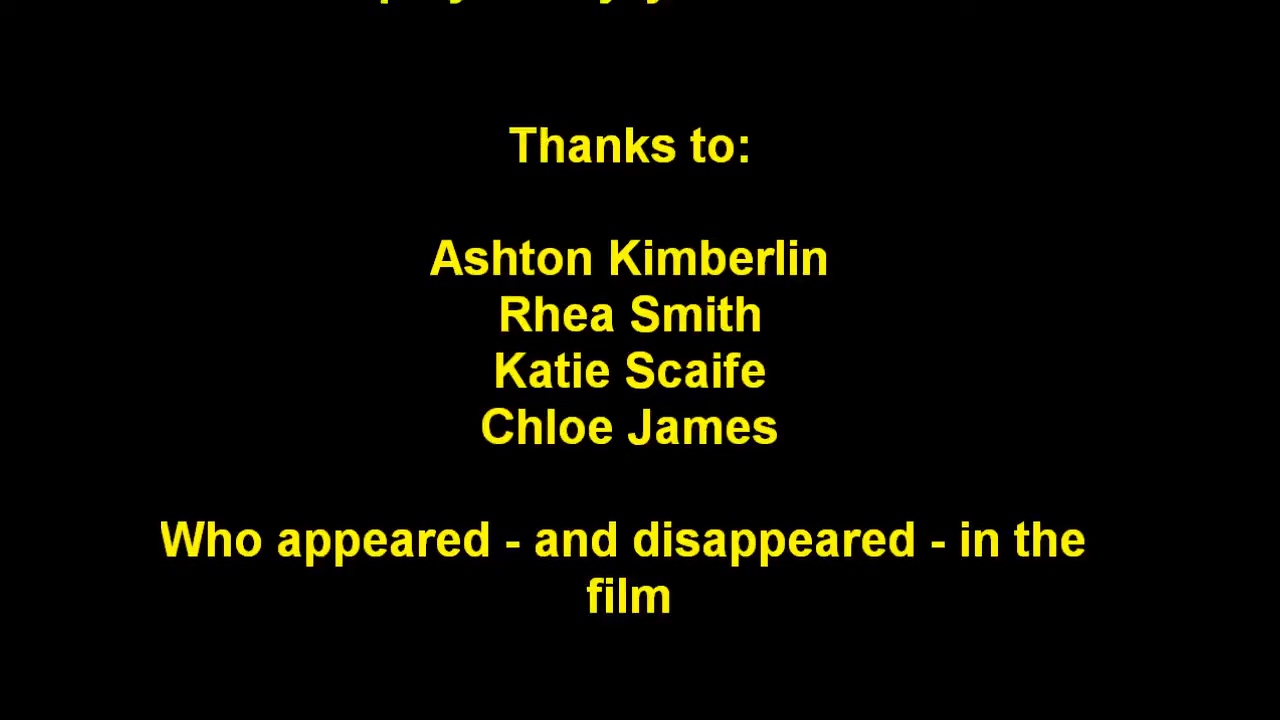 Thanks to:
Ashton Kimberlin
Rhea Smith
Katie Scaife
Chloe James
Who appeared - and disappeared - in the
film